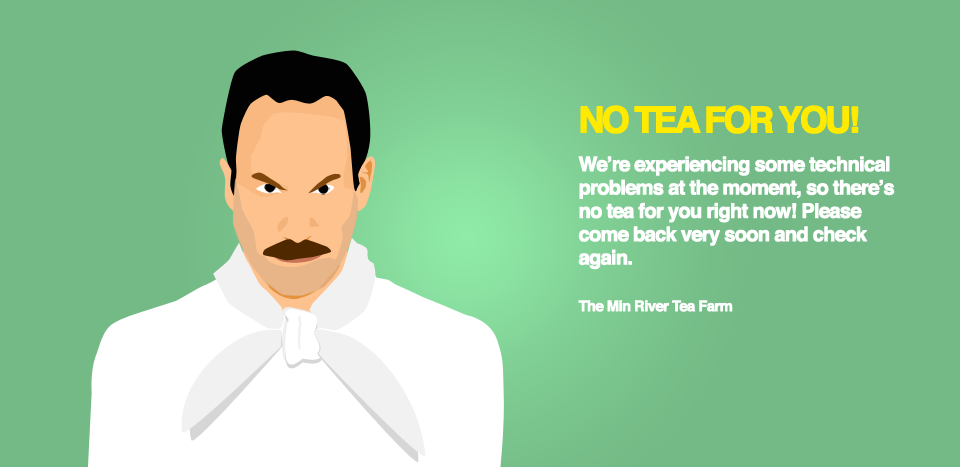 NO TEA FOR YOU!
We’re experiencing some technical
problems at the moment, so there’s
no tea for you right now! Please
come back very soon and check
again.
The Min River Tea Farm